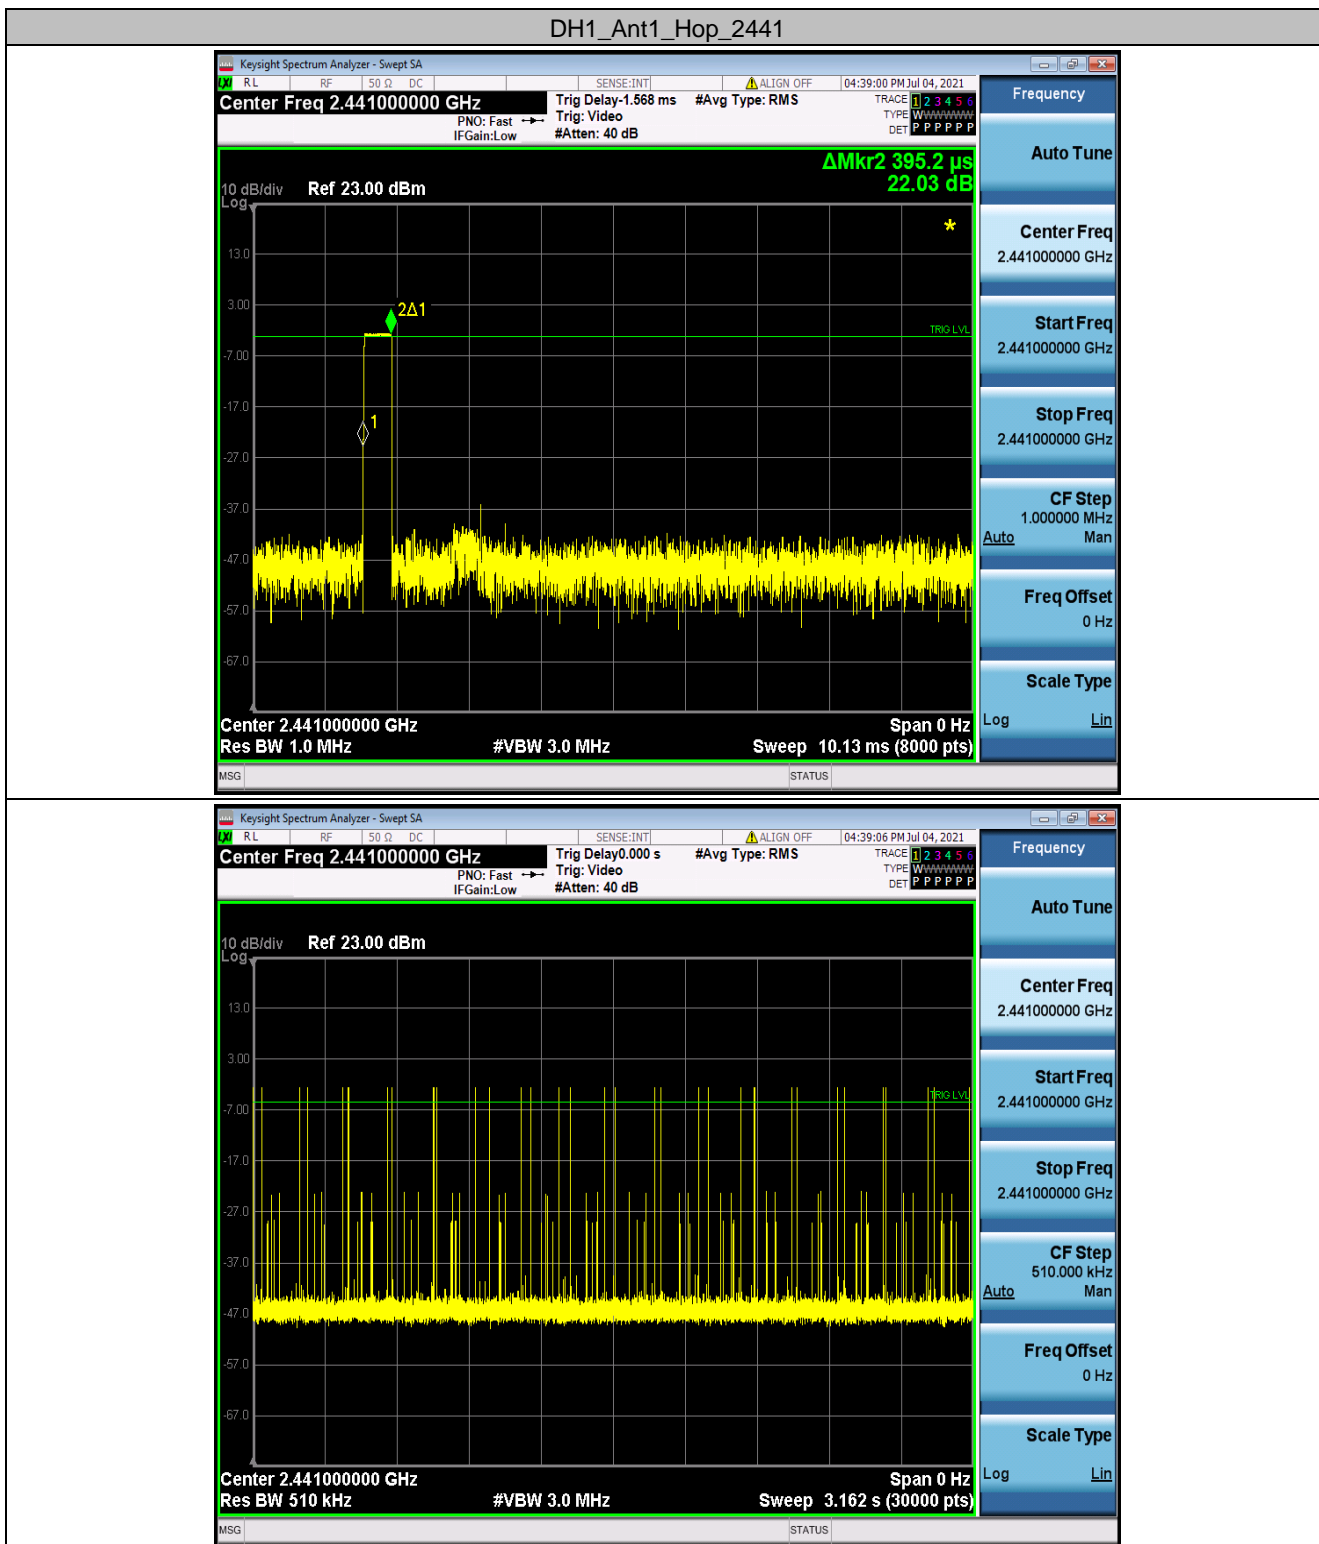 DH1_Ant1_Hop_2441
Keysight Spectrum Analyzer - Swept SA
LXI RL RF 50 Ω DC SENSE:INT ALIGN OFF 04:39:00 PM Jul 04, 2021
Center Freq 2.441000000 GHz
PNO: Fast
IFGain:Low
Trig Delay-1.568 ms
Trig: Video
#Atten: 40 dB
#Avg Type: RMS
TRACE 1 2 3 4 5 6
TYPE WWWWWWW
DET P P P P P P
ΔMkr2 395.2 µs
22.03 dB
10 dB/div Ref 23.00 dBm
Log
13.0
3.00
-7.00
-17.0
-27.0
-37.0
-47.0
-57.0
-67.0
2Δ1
TRIG LVL
1
*
Center 2.441000000 GHz Span 0 Hz
Res BW 1.0 MHz #VBW 3.0 MHz Sweep 10.13 ms (8000 pts)
MSG STATUS
Frequency
Auto Tune
Center Freq
2.441000000 GHz
Start Freq
2.441000000 GHz
Stop Freq
2.441000000 GHz
CF Step
1.000000 MHz
Auto Man
Freq Offset
0 Hz
Scale Type
Log Lin
Keysight Spectrum Analyzer - Swept SA
LXI RL RF 50 Ω DC SENSE:INT ALIGN OFF 04:39:06 PM Jul 04, 2021
Center Freq 2.441000000 GHz
PNO: Fast
IFGain:Low
Trig Delay0.000 s
Trig: Video
#Atten: 40 dB
#Avg Type: RMS
TRACE 1 2 3 4 5 6
TYPE WWWWWWW
DET P P P P P P
10 dB/div Ref 23.00 dBm
Log
13.0
3.00
-7.00
-17.0
-27.0
-37.0
-47.0
-57.0
-67.0
TRIG LVL
Center 2.441000000 GHz Span 0 Hz
Res BW 510 kHz #VBW 3.0 MHz Sweep 3.162 s (30000 pts)
MSG STATUS
Frequency
Auto Tune
Center Freq
2.441000000 GHz
Start Freq
2.441000000 GHz
Stop Freq
2.441000000 GHz
CF Step
510.000 kHz
Auto Man
Freq Offset
0 Hz
Scale Type
Log Lin